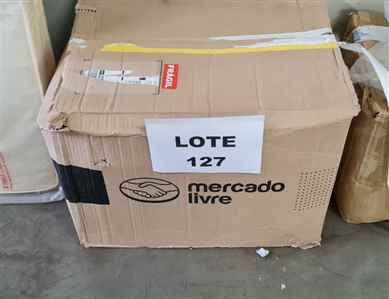 FRÁGIL
LOTE
127
mercado
livre